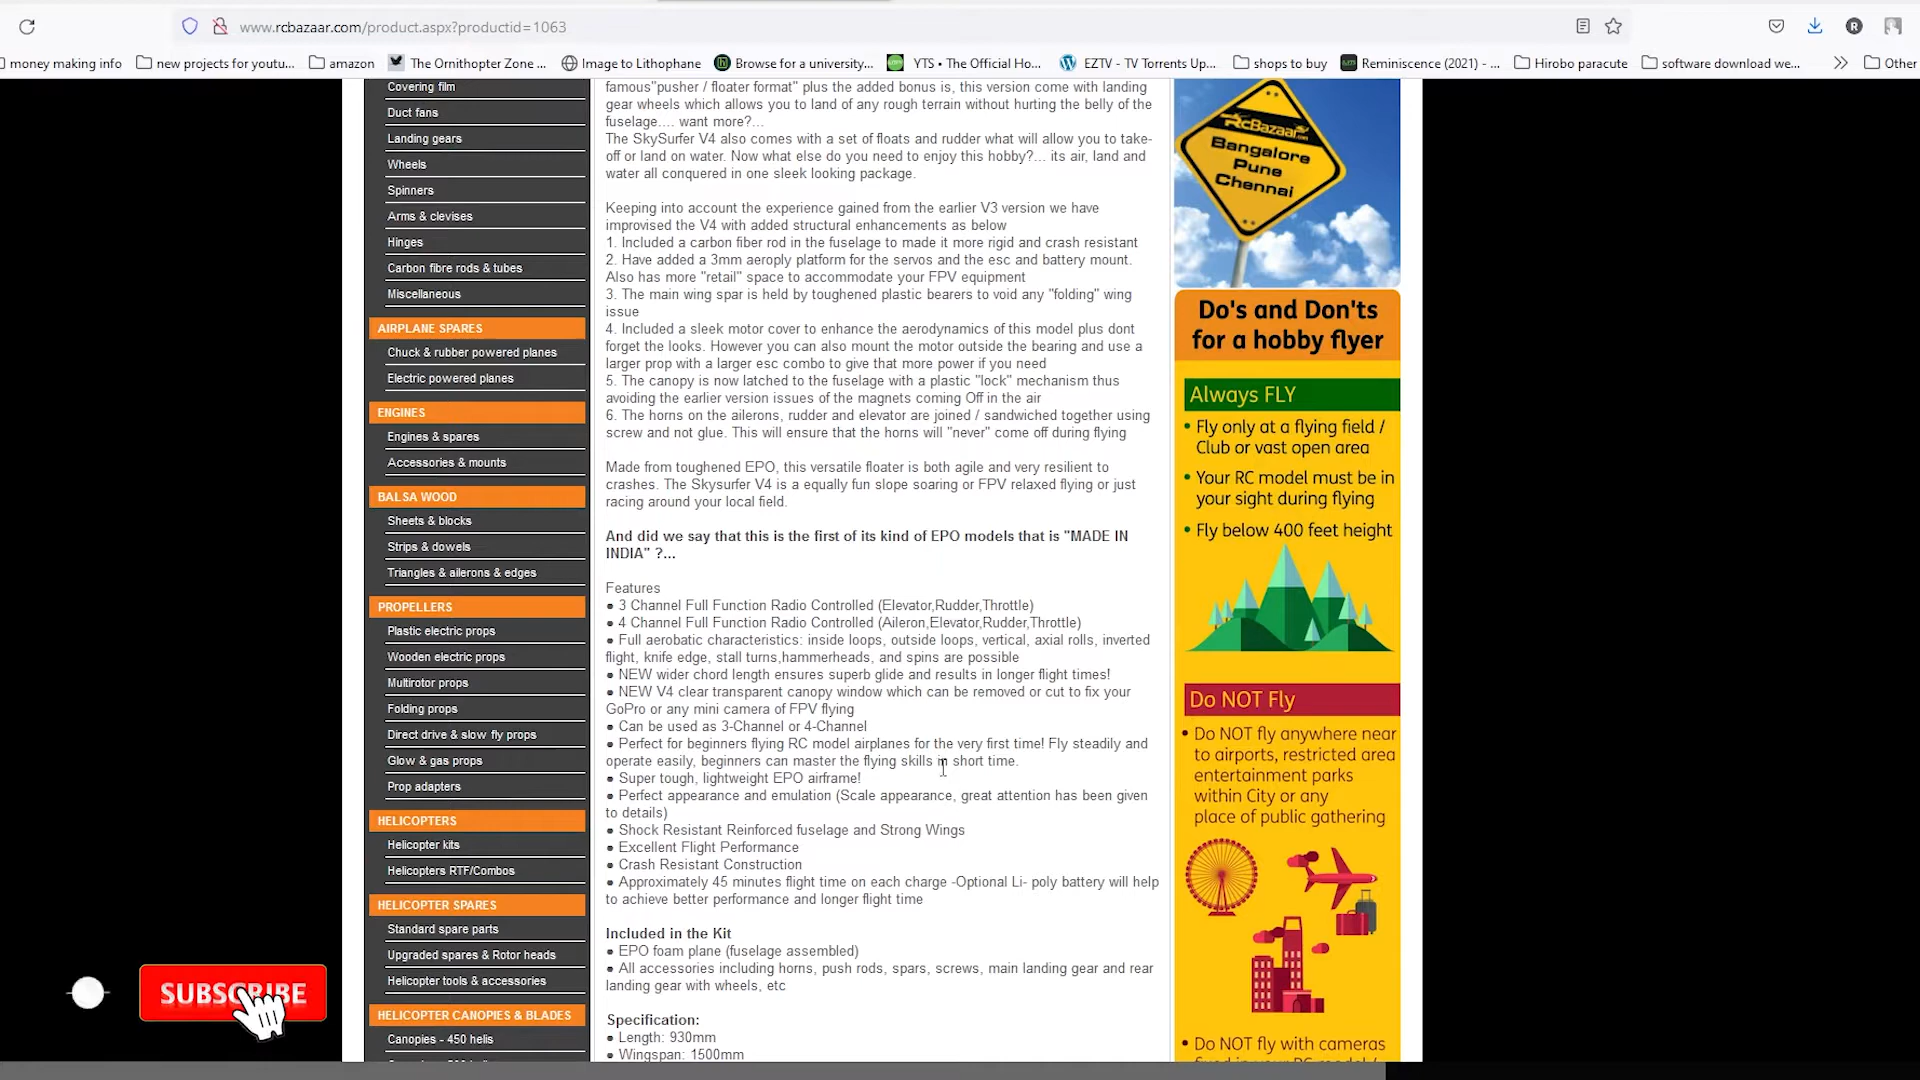 www.rcbazaar.com/product.aspx?productid=1063
R
money making info
new projects for youtu...
amazon
The Ornithopter Zone ...
Image to Lithophane
Browse for a university...
YTS • The Official Ho...
EZTV - TV Torrents Up...
shops to buy
Reminiscence (2021) - ...
Hirobo paracute
software download we...
Other
Covering film
Duct fans
Landing gears
Wheels
Spinners
Arms & clevises
Hinges
Carbon fibre rods & tubes
Miscellaneous
AIRPLANE SPARES
Chuck & rubber powered planes
Electric powered planes
ENGINES
Engines & spares
Accessories & mounts
BALSA WOOD
Sheets & blocks
Strips & dowels
Triangles & ailerons & edges
PROPELLERS
Plastic electric props
Wooden electric props
Multirotor props
Folding props
Direct drive & slow fly props
Glow & gas props
Prop adapters
HELICOPTERS
Helicopter kits
Helicopters RTF/Combos
HELICOPTER SPARES
Standard spare parts
Upgraded spares & Rotor heads
Helicopter tools & accessories
HELICOPTER CANOPIES & BLADES
Canopies - 450 helis
famous"pusher / floater format" plus the added bonus is, this version come with landing
gear wheels which allows you to land of any rough terrain without hurting the belly of the
fuselage.... want more?...
The SkySurfer V4 also comes with a set of floats and rudder what will allow you to take-
off or land on water. Now what else do you need to enjoy this hobby?... its air, land and
water all conquered in one sleek looking package.
Keeping into account the experience gained from the earlier V3 version we have
improvised the V4 with added structural enhancements as below
1. Included a carbon fiber rod in the fuselage to made it more rigid and crash resistant
2. Have added a 3mm aeroply platform for the servos and the esc and battery mount.
Also has more "retail" space to accommodate your FPV equipment
3. The main wing spar is held by toughened plastic bearers to void any "folding" wing
issue
4. Included a sleek motor cover to enhance the aerodynamics of this model plus dont
forget the looks. However you can also mount the motor outside the bearing and use a
larger prop with a larger esc combo to give that more power if you need
5. The canopy is now latched to the fuselage with a plastic "lock" mechanism thus
avoiding the earlier version issues of the magnets coming Off in the air
6. The horns on the ailerons, rudder and elevator are joined / sandwiched together using
screw and not glue. This will ensure that the horns will "never" come off during flying
Made from toughened EPO, this versatile floater is both agile and very resilient to
crashes. The Skysurfer V4 is a equally fun slope soaring or FPV relaxed flying or just
racing around your local field.
And did we say that this is the first of its kind of EPO models that is "MADE IN
INDIA" ?...
Features
● 3 Channel Full Function Radio Controlled (Elevator,Rudder,Throttle)
● 4 Channel Full Function Radio Controlled (Aileron,Elevator,Rudder,Throttle)
● Full aerobatic characteristics: inside loops, outside loops, vertical, axial rolls, inverted
flight, knife edge, stall turns,hammerheads, and spins are possible
● NEW wider chord length ensures superb glide and results in longer flight times!
● NEW V4 clear transparent canopy window which can be removed or cut to fix your
GoPro or any mini camera of FPV flying
● Can be used as 3-Channel or 4-Channel
● Perfect for beginners flying RC model airplanes for the very first time! Fly steadily and
operate easily, beginners can master the flying skills in short time.
● Super tough, lightweight EPO airframe!
● Perfect appearance and emulation (Scale appearance, great attention has been given
to details)
● Shock Resistant Reinforced fuselage and Strong Wings
● Excellent Flight Performance
● Crash Resistant Construction
● Approximately 45 minutes flight time on each charge -Optional Li- poly battery will help
to achieve better performance and longer flight time
Included in the Kit
● EPO foam plane (fuselage assembled)
● All accessories including horns, push rods, spars, screws, main landing gear and rear
landing gear with wheels, etc
Specification:
● Length: 930mm
● Wingspan: 1500mm
RcBazaar.com
Bangalore
Pune
Chennai
Do's and Don'ts
for a hobby flyer
Always FLY
• Fly only at a flying field /
Club or vast open area
• Your RC model must be in
your sight during flying
• Fly below 400 feet height
Do NOT Fly
• Do NOT fly anywhere near
to airports, restricted area
entertainment parks
within City or any
place of public gathering
• Do NOT fly with cameras
SUBSCRIBE